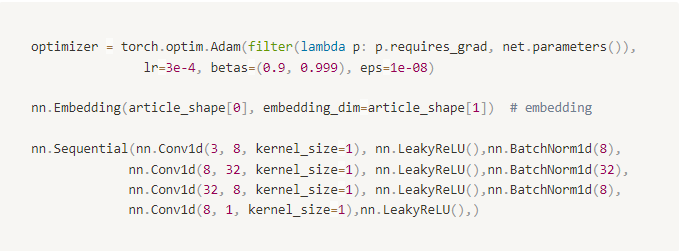 optimizer = torch.optim.Adam(filter(lambda p: p.requires_grad, net.parameters()),
lr=3e-4, betas=(0.9, 0.999), eps=1e-08)
nn.Embedding(article_shape[0], embedding_dim=article_shape[1])  # embedding
nn.Sequential(nn.Conv1d(3, 8, kernel_size=1), nn.LeakyReLU(),nn.BatchNorm1d(8),
nn.Conv1d(8, 32, kernel_size=1), nn.LeakyReLU(),nn.BatchNorm1d(32),
nn.Conv1d(32, 8, kernel_size=1), nn.LeakyReLU(),nn.BatchNorm1d(8),
nn.Conv1d(8, 1, kernel_size=1),nn.LeakyReLU(),)